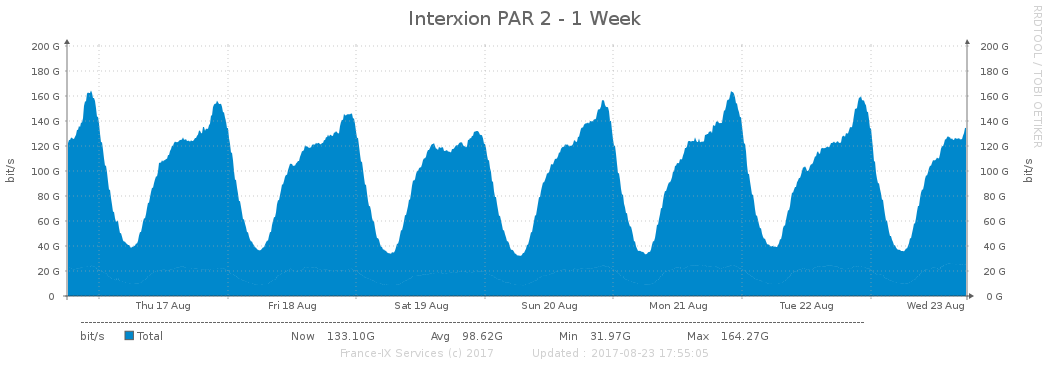 Interxion PAR 2 - 1 Week
RRDTOOL / TOBI OETIKER
bit/s
200 G 200 G
180 G 180 G
160 G 160 G
140 G 140 G
120 G 120 G
100 G 100 G
80 G 80 G
60 G 60 G
40 G 40 G
20 G 20 G
0 0 G
bit/s
Thu 17 Aug Fri 18 Aug Sat 19 Aug Sun 20 Aug Mon 21 Aug Tue 22 Aug Wed 23 Aug
bit/s Total Now 133.10G Avg 98.62G Min 31.97G Max 164.27G
France-IX Services (c) 2017 Updated : 2017-08-23 17:55:05